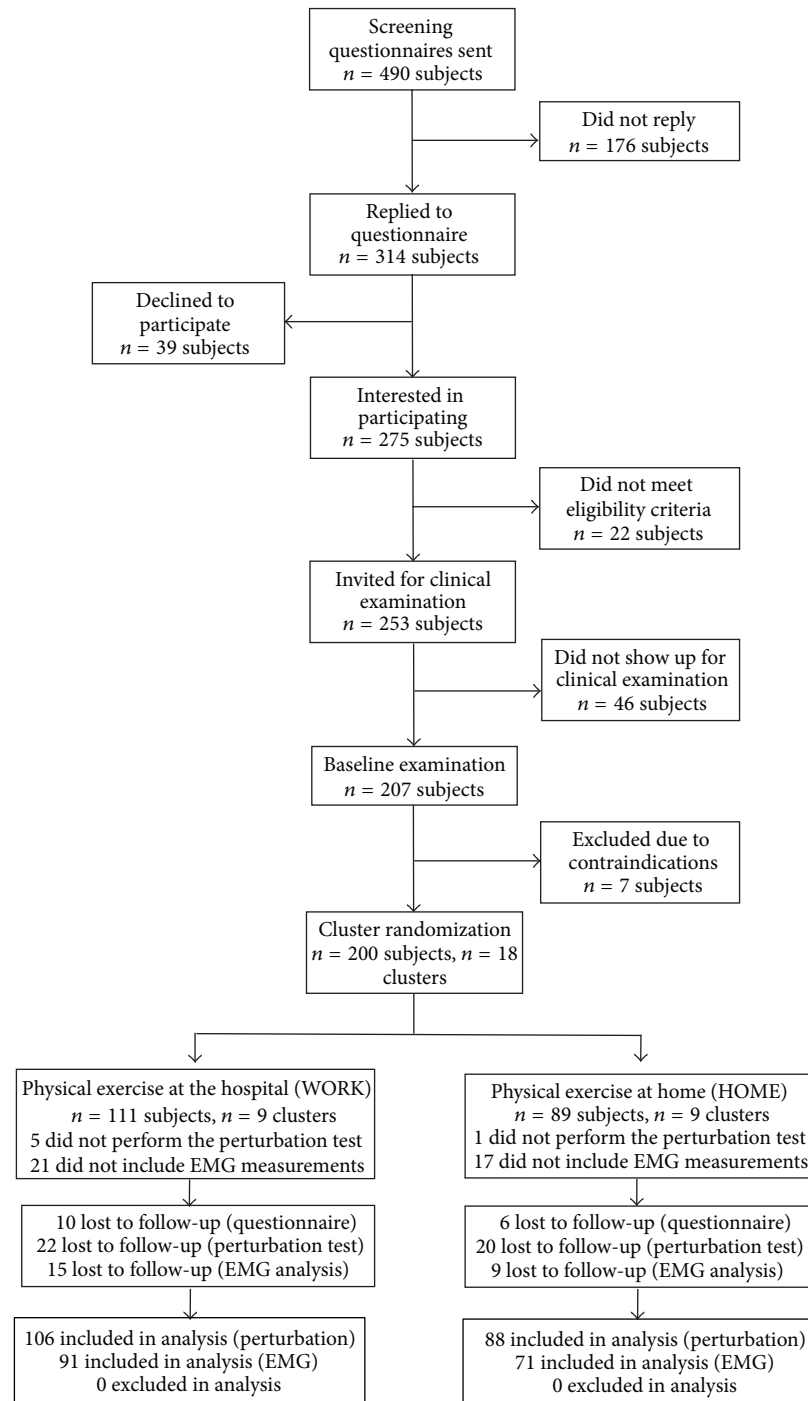 Screening
questionnaires sent
n = 490 subjects
Did not reply
n = 176 subjects
Replied to
questionnaire
n = 314 subjects
Declined to
participate
n = 39 subjects
Interested in
participating
n = 275 subjects
Did not meet
eligibility criteria
n = 22 subjects
Invited for clinical
examination
n = 253 subjects
Did not show up for
clinical examination
n = 46 subjects
Baseline examination
n = 207 subjects
Excluded due to
contraindications
n = 7 subjects
Cluster randomization
n = 200 subjects, n = 18
clusters
Physical exercise at the hospital (WORK)
n = 111 subjects, n = 9 clusters
5 did not perform the perturbation test
21 did not include EMG measurements
Physical exercise at home (HOME)
n = 89 subjects, n = 9 clusters
1 did not perform the perturbation test
17 did not include EMG measurements
10 lost to follow-up (questionnaire)
22 lost to follow-up (perturbation test)
15 lost to follow-up (EMG analysis)
6 lost to follow-up (questionnaire)
20 lost to follow-up (perturbation test)
9 lost to follow-up (EMG analysis)
106 included in analysis (perturbation)
91 included in analysis (EMG)
0 excluded in analysis
88 included in analysis (perturbation)
71 included in analysis (EMG)
0 excluded in analysis